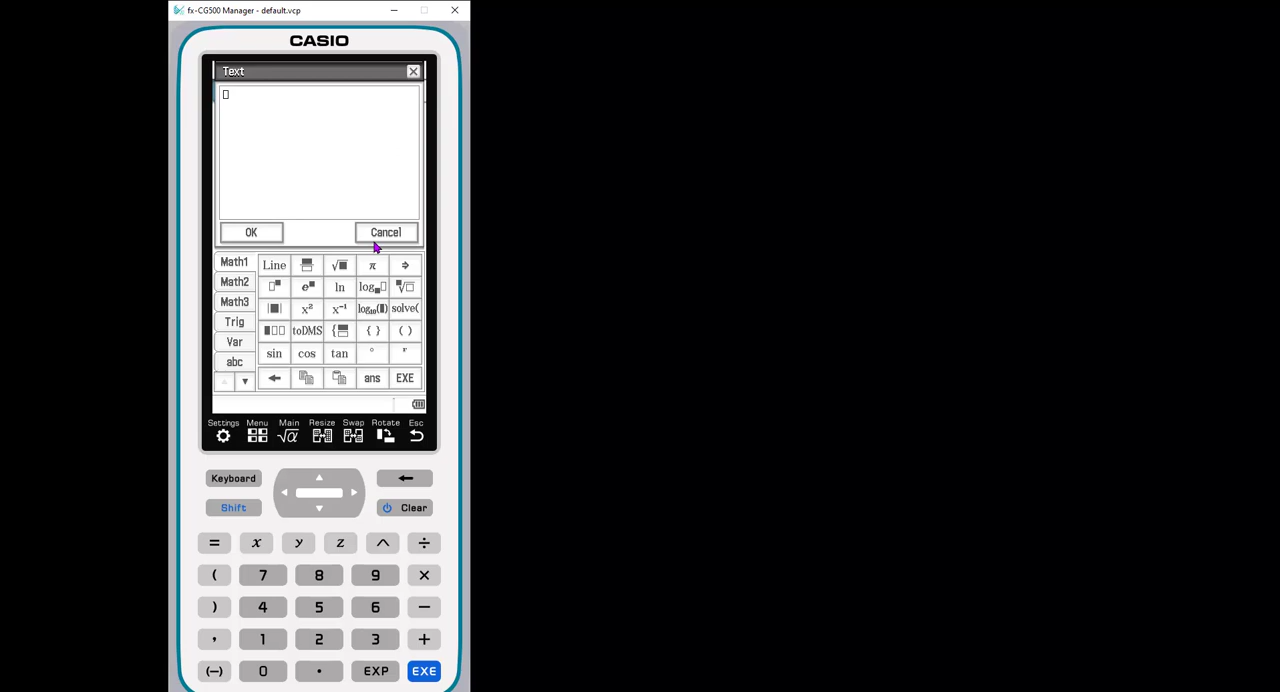 fx-CG500 Manager - default.vcp
CASIO
Text
OK Cancel
Math1 Line √■ π ⇒
Math2 □■ e■ ln log■□ ■√□
Math3 |■| x² x⁻¹ log₁₀(■) solve(
Trig toDMS { } ( )
Var sin cos tan ° r
abc
← ans EXE
Settings Menu Main Resize Swap Rotate Esc
√α
Keyboard ←
Shift Clear
= x y z ^ ÷
( 7 8 9 ×
) 4 5 6 −
, 1 2 3 +
(−) 0 . EXP EXE